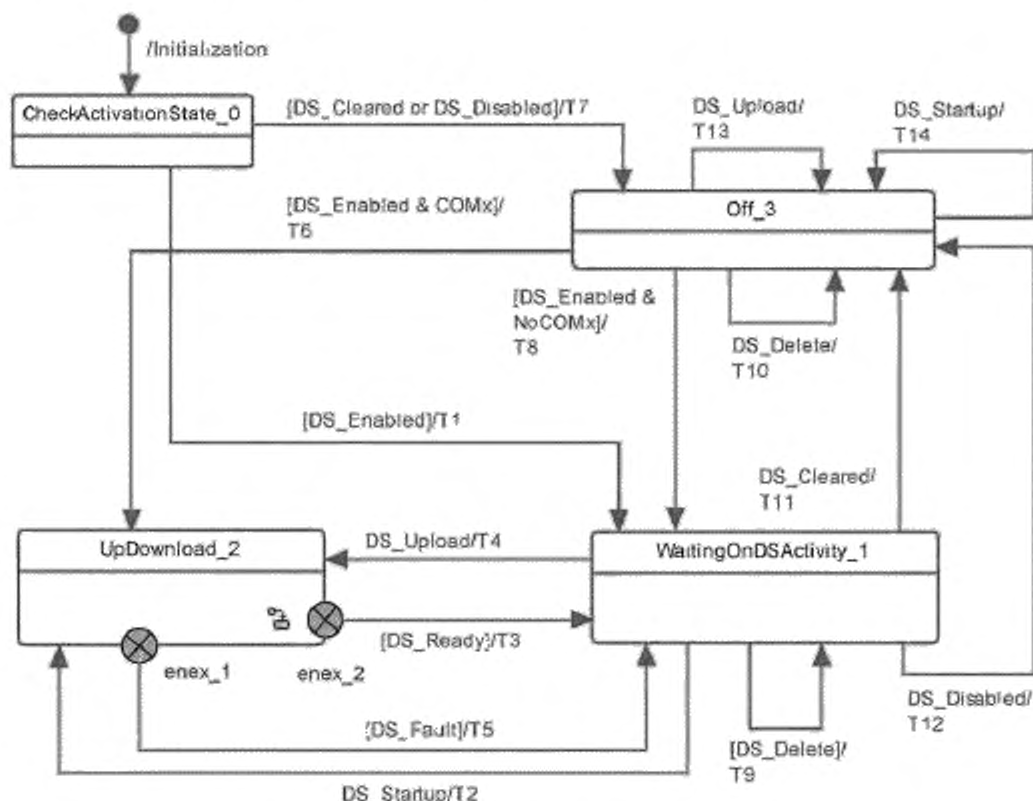 /Initialization
CheckActivationState_0
[DS_Cleared or DS_Disabled]/T7
DS_Upload/
T13
DS_Startup/
T14
[DS_Enabled & COMx]/
T6
Off_3
[DS_Enabled &
NoCOMx]/
T8
DS_Delete/
T10
[DS_Enabled]/T1
DS_Cleared/
T11
UpDownload_2
DS_Upload/T4
WaitingOnDSActivity_1
[DS_Ready]/T3
enex_1
enex_2
DS_Disabled/
T12
[DS_Fault]/T5
[DS_Delete]/
T9
DS_Startup/T2